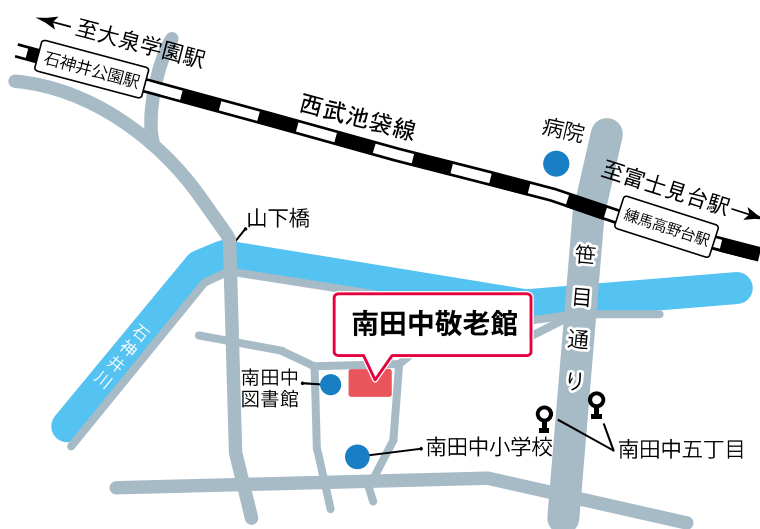 至大泉学園駅
石神井公園駅
西武池袋線
病院
至富士見台駅
練馬高野台駅
山下橋
笹目通り
石神井川
南田中敬老館
南田中
図書館
南田中小学校
南田中五丁目